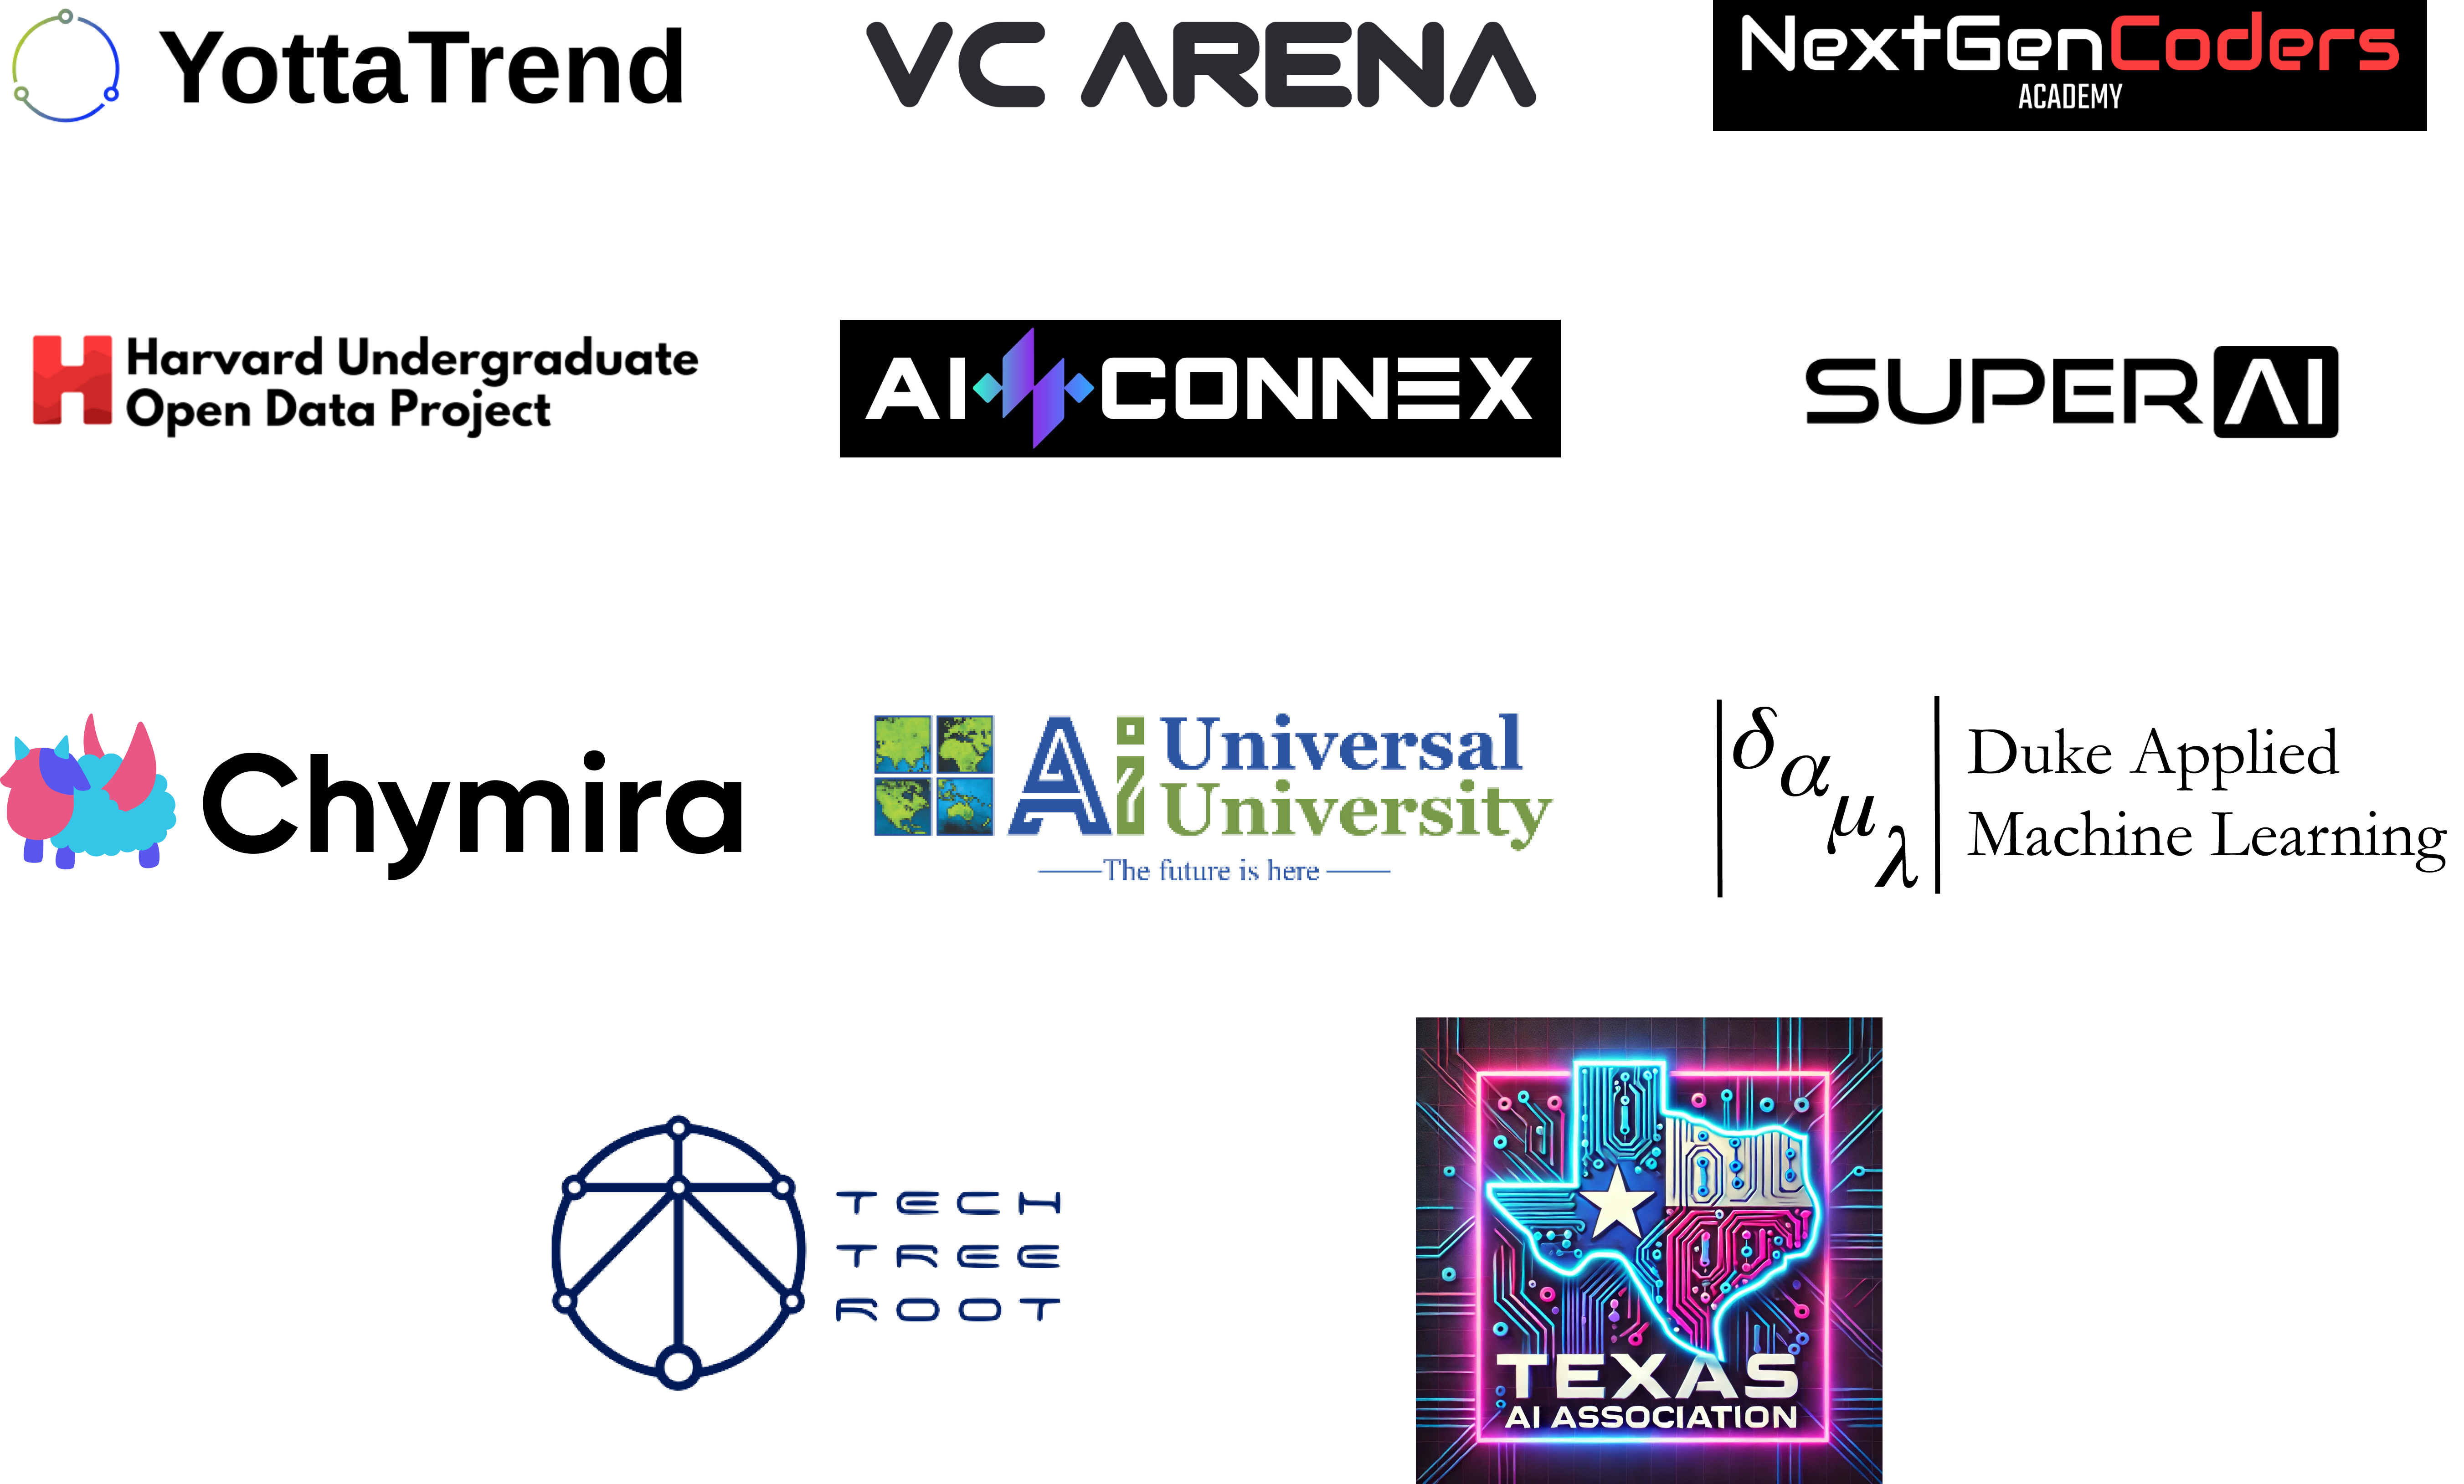 YottaTrend
VC ARENA
NextGenCoders
ACADEMY
Harvard Undergraduate
Open Data Project
AI CONNEX
SUPER AI
Chymira
Ai Universal
University
The future is here
δαμλ
Duke Applied
Machine Learning
TECH
TREE
ROOT
TEXAS
AI ASSOCIATION